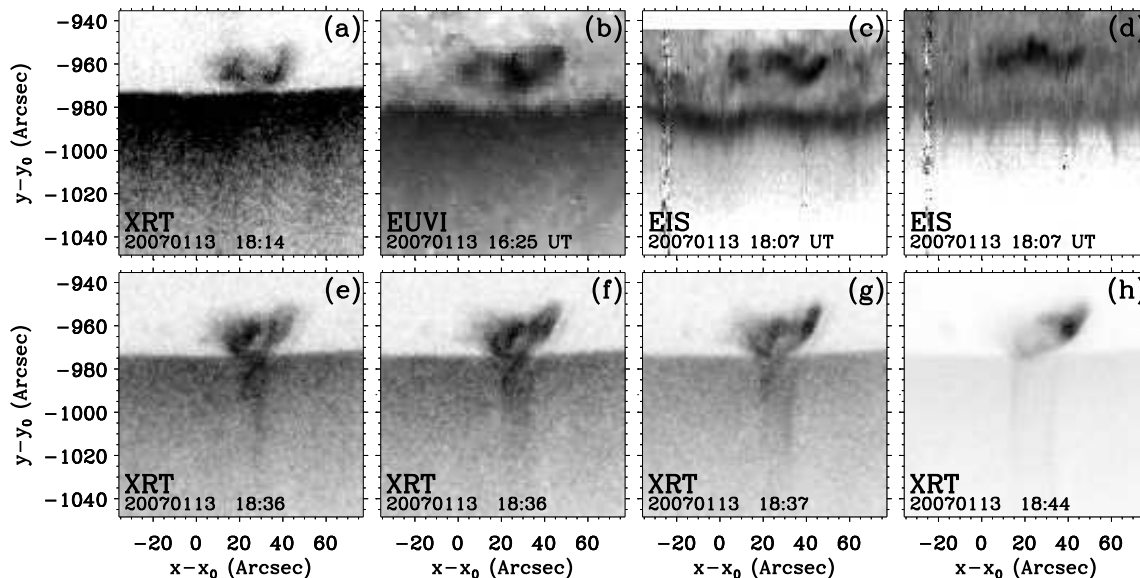 (a) (b) (c) (d)
−940
−960
−980
−1000
−1020
−1040
y−y₀ (Arcsec)
XRT EUVI EIS EIS
20070113 18:14 20070113 16:25 UT 20070113 18:07 UT 20070113 18:07 UT
(e) (f) (g) (h)
−940
−960
−980
−1000
−1020
−1040
y−y₀ (Arcsec)
XRT XRT XRT XRT
20070113 18:36 20070113 18:36 20070113 18:37 20070113 18:44
−20 0 20 40 60 −20 0 20 40 60 −20 0 20 40 60 −20 0 20 40 60
x−x₀ (Arcsec) x−x₀ (Arcsec) x−x₀ (Arcsec) x−x₀ (Arcsec)